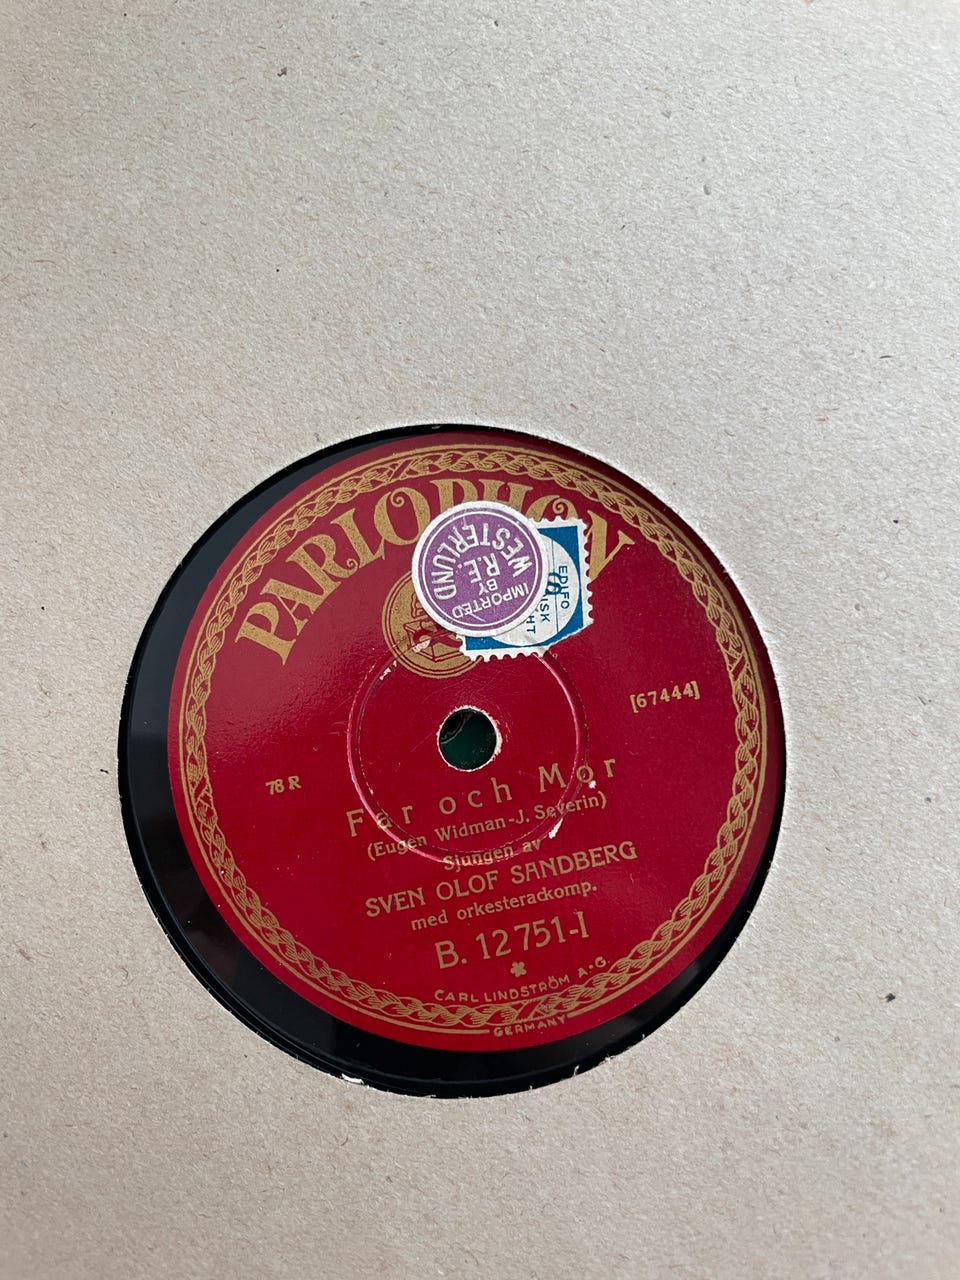 PARLOPHON
IMPORTED
BY
R.E.
WESTERLUND
EDIFO
[67444]
78 R
Far och Mor
(Eugen Widman-J. Severin)
Sjungen av
SVEN OLOF SANDBERG
med orkesterackomp.
B. 12751-I
CARL LINDSTRÖM A.-G.
GERMANY